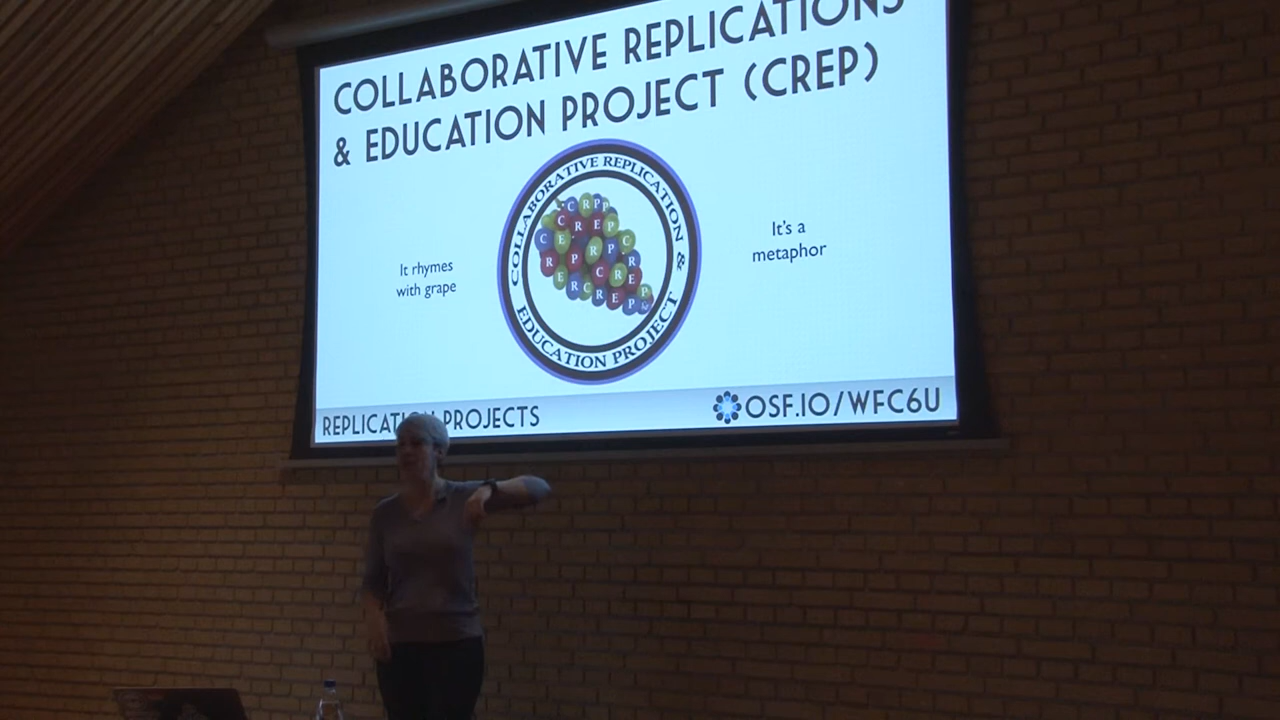 COLLABORATIVE REPLICATIONS
& EDUCATION PROJECT (CREP)
COLLABORATIVE REPLICATION &
EDUCATION PROJECT
C R P P
C R E P
C E R P C
R P R
E R C R E
R C R E P
It rhymes
with grape
It's a
metaphor
REPLICATION PROJECTS
OSF.IO/WFC6U